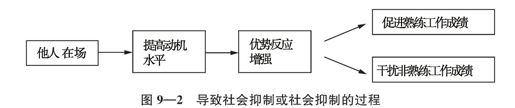 他人在场
提高动机
水平
优势反应
增强
促进熟练工作成绩
干扰非熟练工作成绩
图 9—2 导致社会抑制或社会抑制的过程